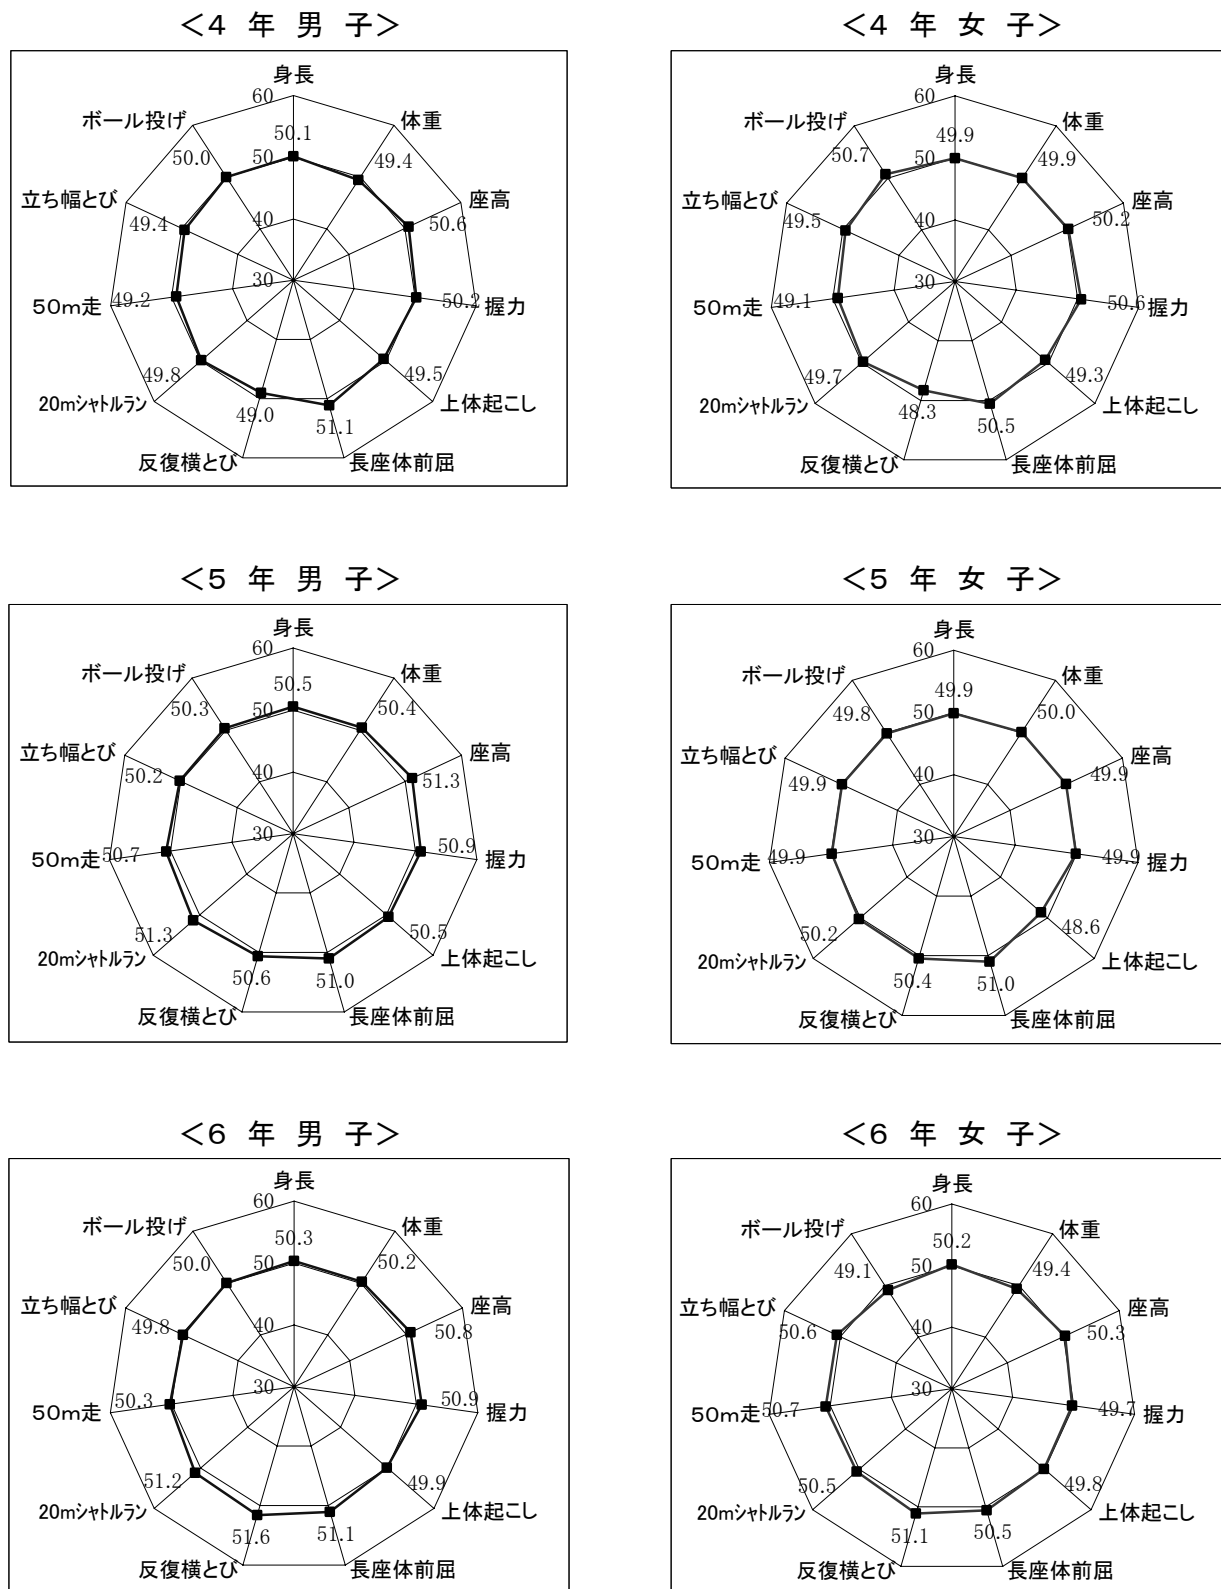 ＜4 年 男 子＞
身長
60
ボール投げ
体重
50.1
50.0
50
49.4
立ち幅とび
座高
49.4
50.6
40
30
50m走
49.2
50.2
握力
49.8
49.5
20mシャトルラン
上体起こし
49.0
51.1
反復横とび
長座体前屈
＜4 年 女 子＞
身長
60
ボール投げ
体重
49.9
50.7
50
49.9
立ち幅とび
座高
49.5
50.2
40
30
50m走
49.1
50.6
握力
49.7
49.3
20mシャトルラン
上体起こし
48.3
50.5
反復横とび
長座体前屈
＜5 年 男 子＞
身長
60
ボール投げ
体重
50.5
50.3
50
50.4
立ち幅とび
座高
50.2
51.3
40
30
50m走
50.7
50.9
握力
51.3
50.5
20mシャトルラン
上体起こし
50.6
51.0
反復横とび
長座体前屈
＜5 年 女 子＞
身長
60
ボール投げ
体重
49.9
49.8
50
50.0
立ち幅とび
座高
49.9
49.9
40
30
50m走
49.9
49.9
握力
50.2
48.6
20mシャトルラン
上体起こし
50.4
51.0
反復横とび
長座体前屈
＜6 年 男 子＞
身長
60
ボール投げ
体重
50.3
50.0
50
50.2
立ち幅とび
座高
49.8
50.8
40
30
50m走
50.3
50.9
握力
51.2
49.9
20mシャトルラン
上体起こし
51.6
51.1
反復横とび
長座体前屈
＜6 年 女 子＞
身長
60
ボール投げ
体重
50.2
49.1
50
49.4
立ち幅とび
座高
50.6
50.3
40
30
50m走
50.7
49.7
握力
50.5
49.8
20mシャトルラン
上体起こし
51.1
50.5
反復横とび
長座体前屈